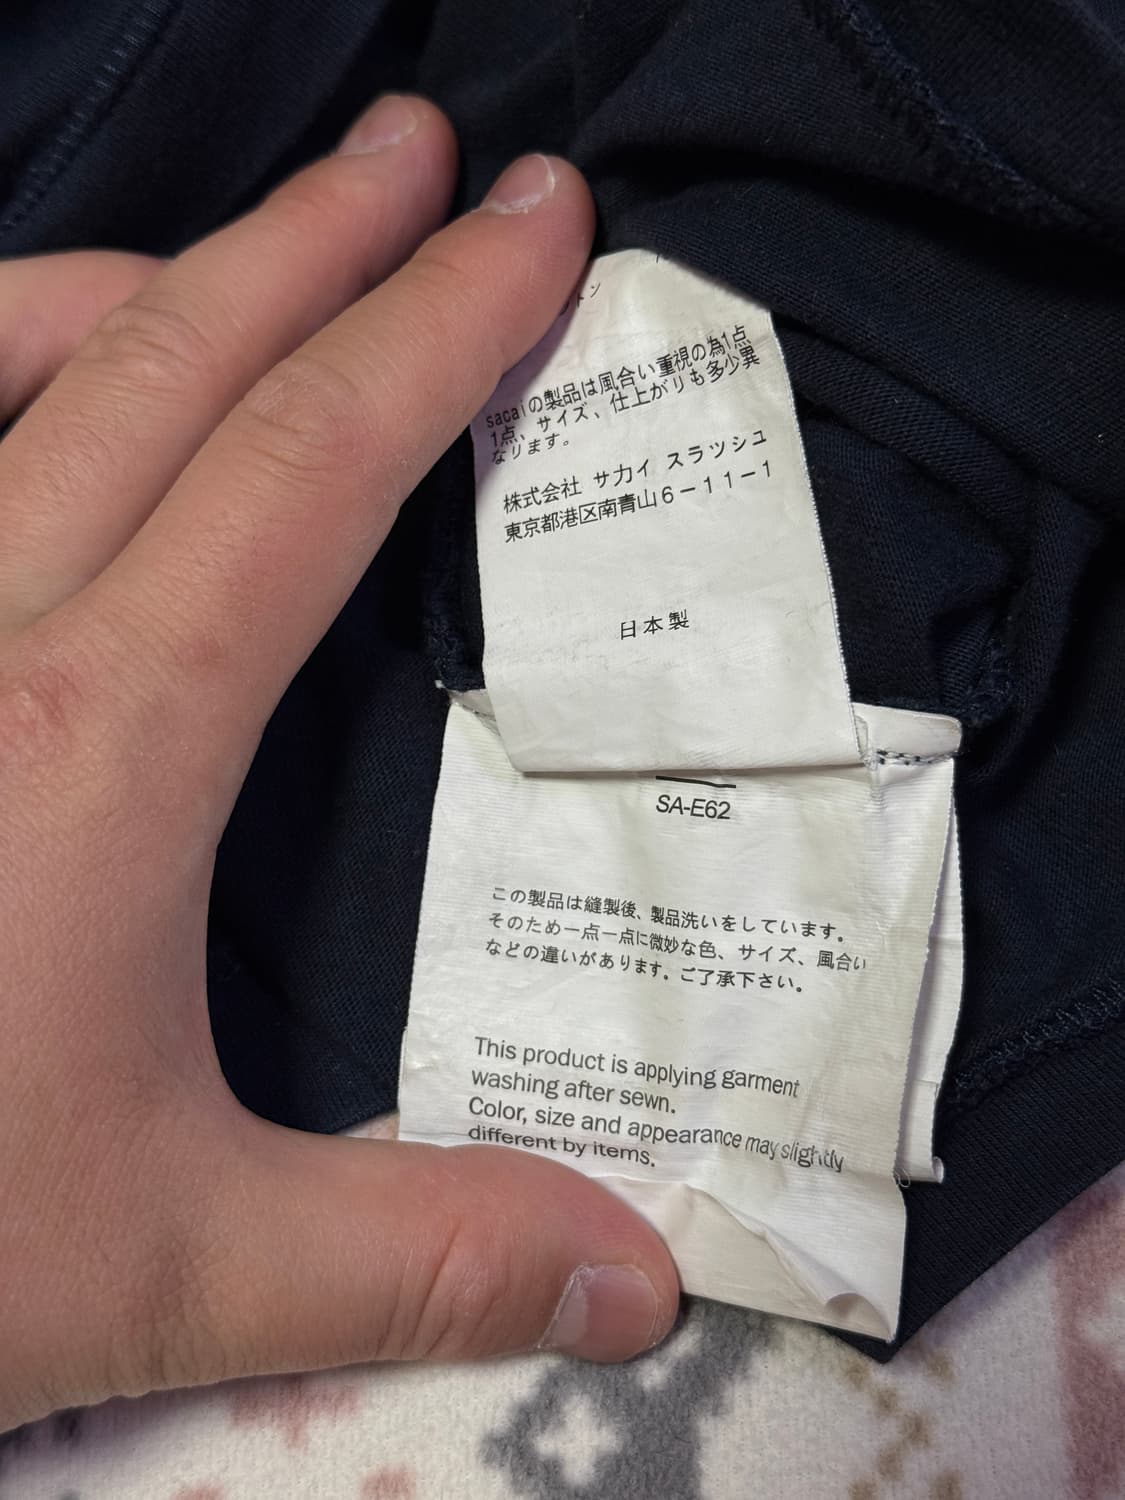 sacaiの製品は風合い重視の為1点
1点、サイズ、仕上がりも多少異
なります。
株式会社 サカイ スラッシュ
東京都港区南青山6-11-1
日本製
SA-E62
この製品は縫製後、製品洗いをしています。
そのため一点一点に微妙な色、サイズ、風合い
などの違いがあります。ご了承下さい。
This product is applying garment
washing after sewn.
Color, size and appearance may slightly
different by items.